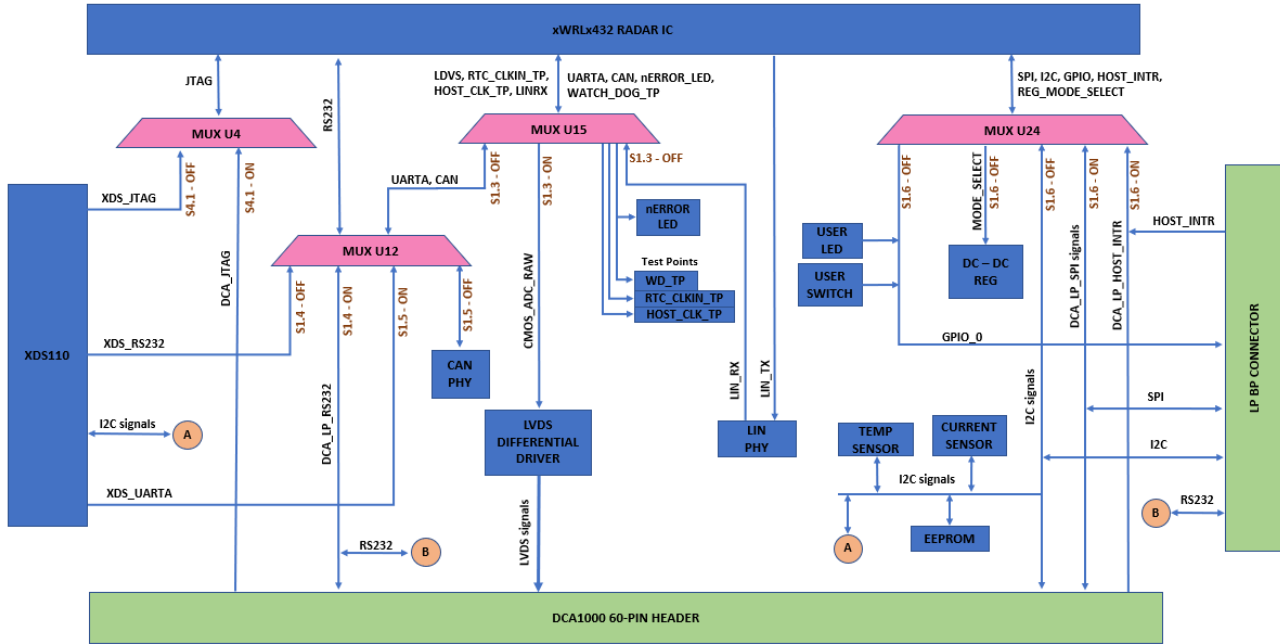 xWRLx432 RADAR IC
JTAG
RS232
LDVS, RTC_CLKIN_TP,
HOST_CLK_TP, LINRX
UARTA, CAN, nERROR_LED,
WATCH_DOG_TP
SPI, I2C, GPIO, HOST_INTR,
REG_MODE_SELECT
MUX U4
MUX U15
MUX U24
S4.1 - OFF
S4.1 - ON
S1.3 - OFF
S1.3 - ON
S1.3 - OFF
S1.6 - OFF
MODE_SELECT
S1.6 - OFF
S1.6 - OFF
S1.6 - ON
S1.6 - ON
XDS_JTAG
UARTA, CAN
nERROR
LED
HOST_INTR
USER
LED
MUX U12
Test Points
WD_TP
RTC_CLKIN_TP
HOST_CLK_TP
DC – DC
REG
USER
SWITCH
DCA_JTAG
S1.4 - OFF
S1.4 - ON
S1.5 - ON
S1.5 - OFF
CMOS_ADC_RAW
DCA_LP_SPI signals
DCA_LP_HOST_INTR
XDS110
XDS_RS232
GPIO_0
CAN
PHY
LIN_RX
LIN_TX
LP BP CONNECTOR
I2C signals
SPI
I2C signals
A
DCA_LP_RS232
LVDS
DIFFERENTIAL
DRIVER
LIN
PHY
TEMP
SENSOR
CURRENT
SENSOR
I2C
XDS_UARTA
I2C signals
RS232
B
LVDS signals
RS232
B
A
EEPROM
DCA1000 60-PIN HEADER